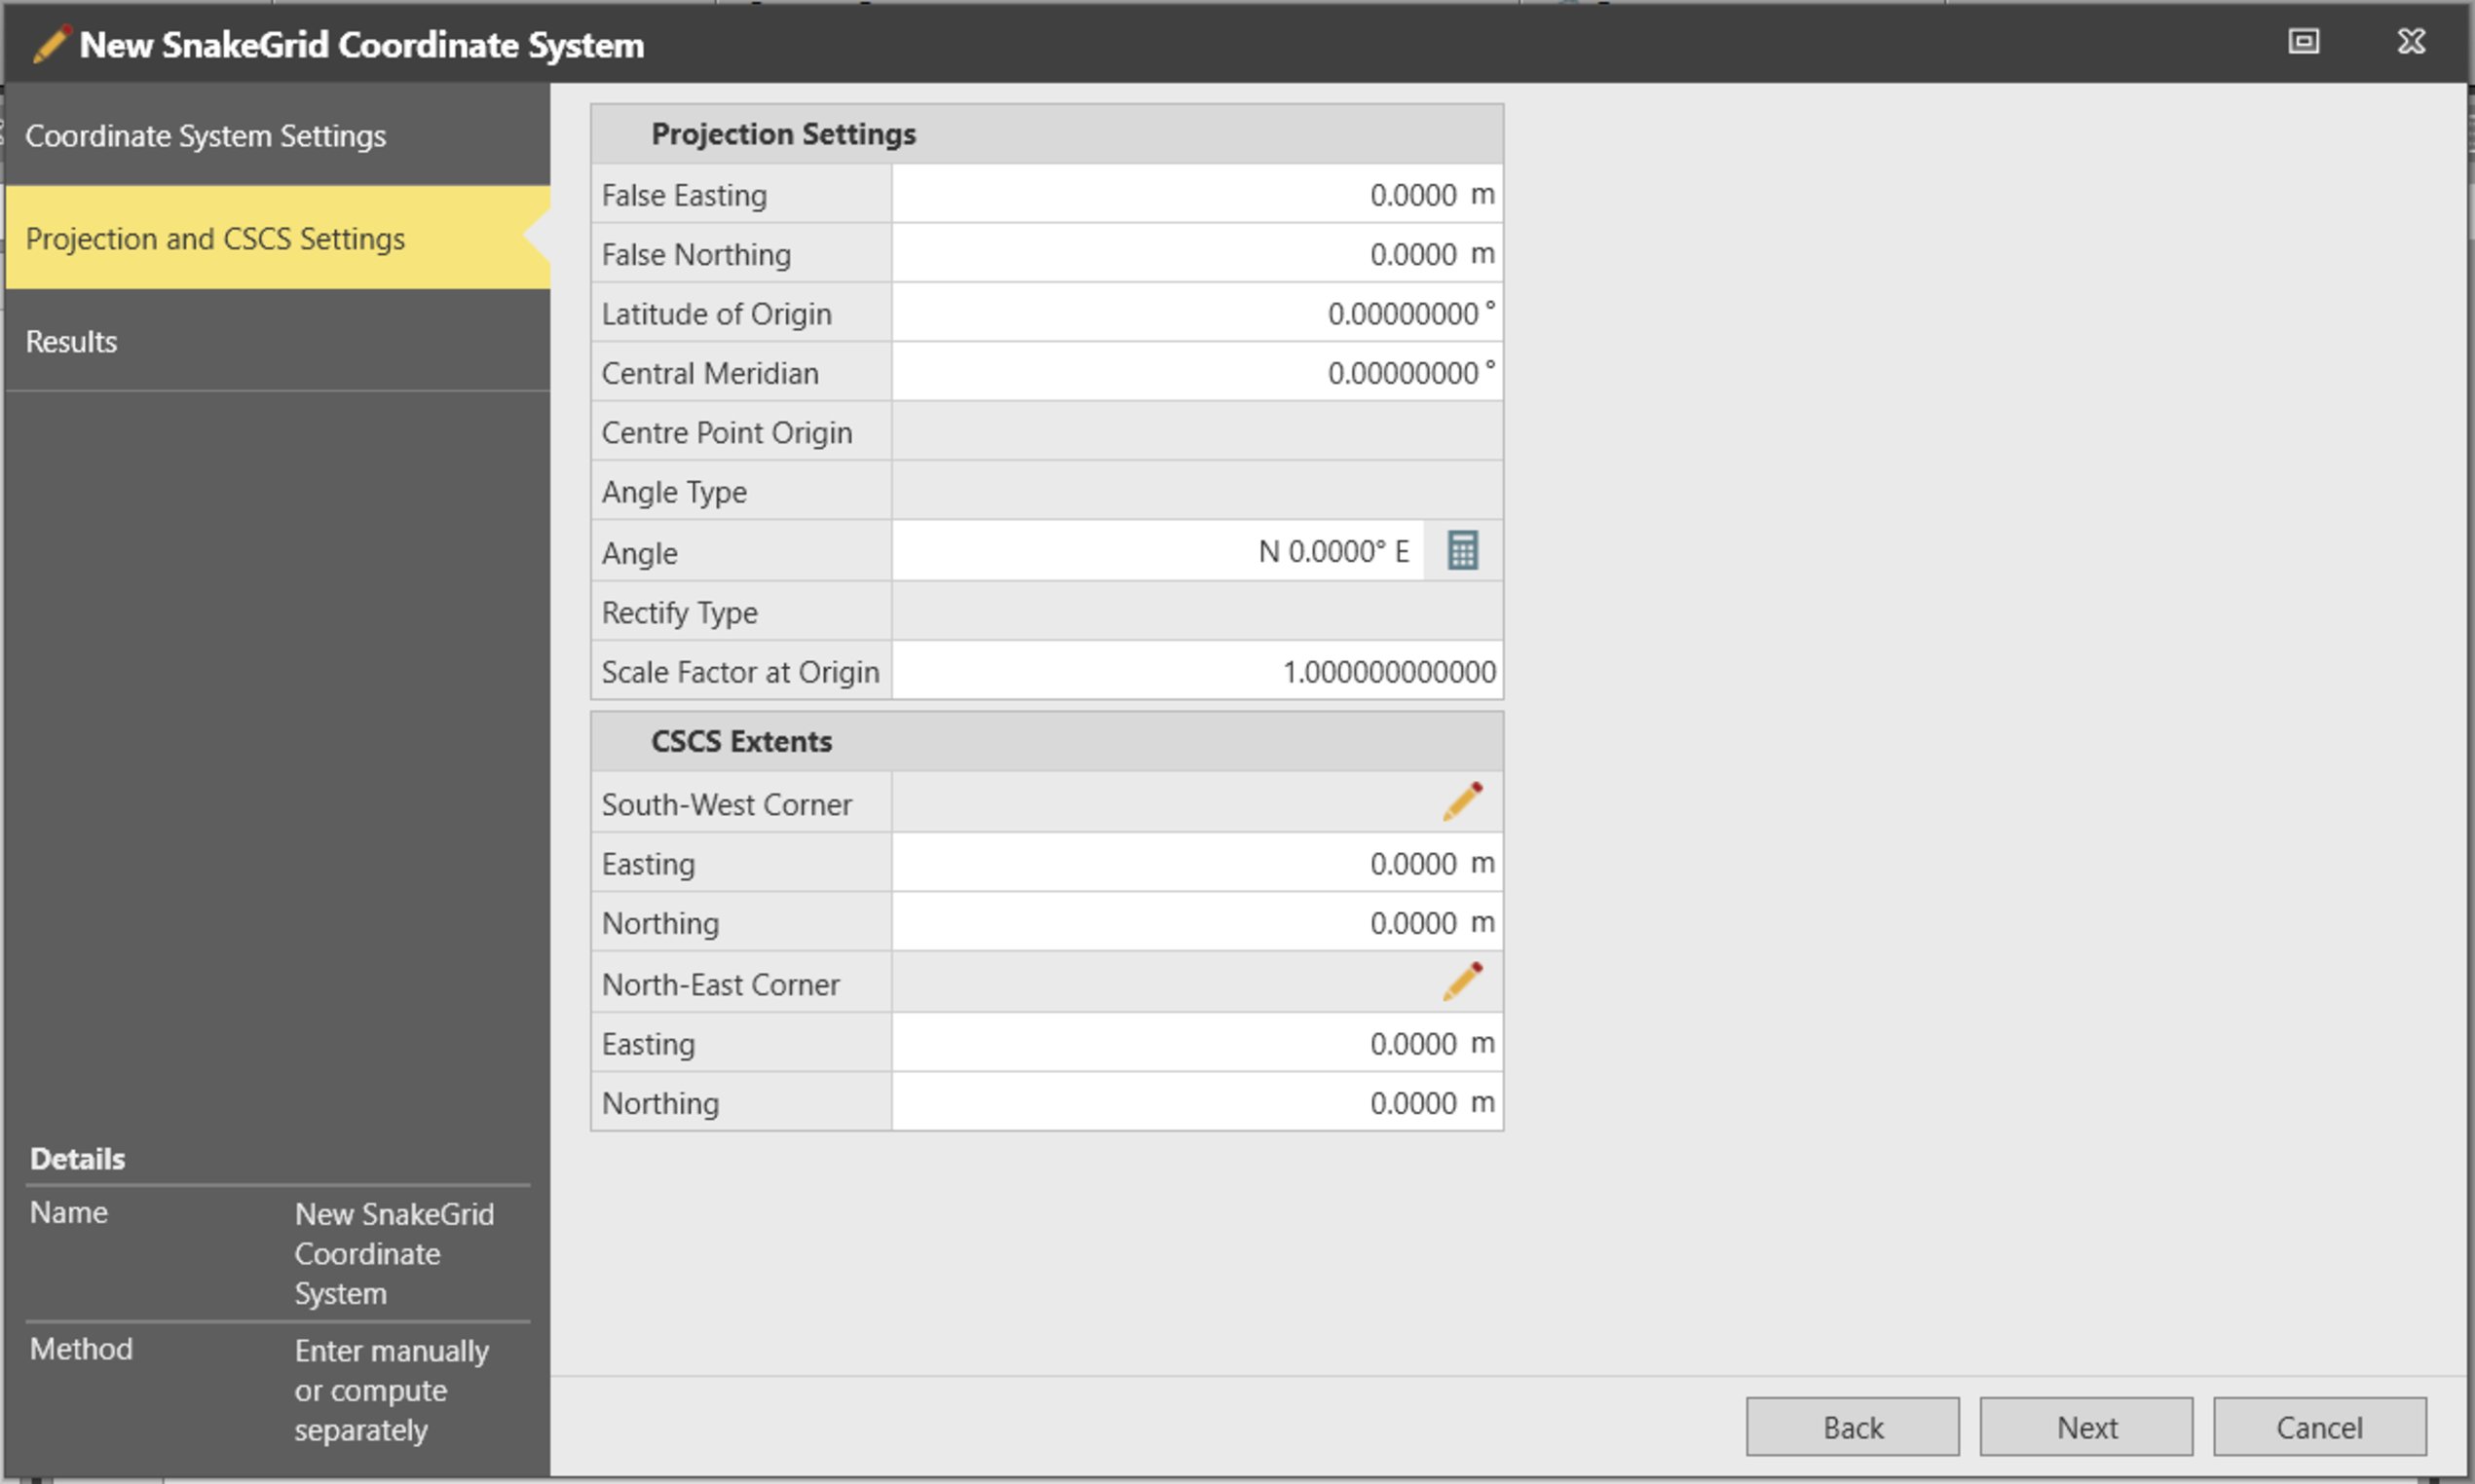 New SnakeGrid Coordinate System
Coordinate System Settings
Projection and CSCS Settings
Results
Projection Settings
False Easting 0.0000 m
False Northing 0.0000 m
Latitude of Origin 0.00000000 °
Central Meridian 0.00000000 °
Centre Point Origin
Angle Type
Angle N 0.0000° E
Rectify Type
Scale Factor at Origin 1.000000000000
CSCS Extents
South-West Corner
Easting 0.0000 m
Northing 0.0000 m
North-East Corner
Easting 0.0000 m
Northing 0.0000 m
Details
Name New SnakeGrid
Coordinate
System
Method Enter manually
or compute
separately
Back Next Cancel